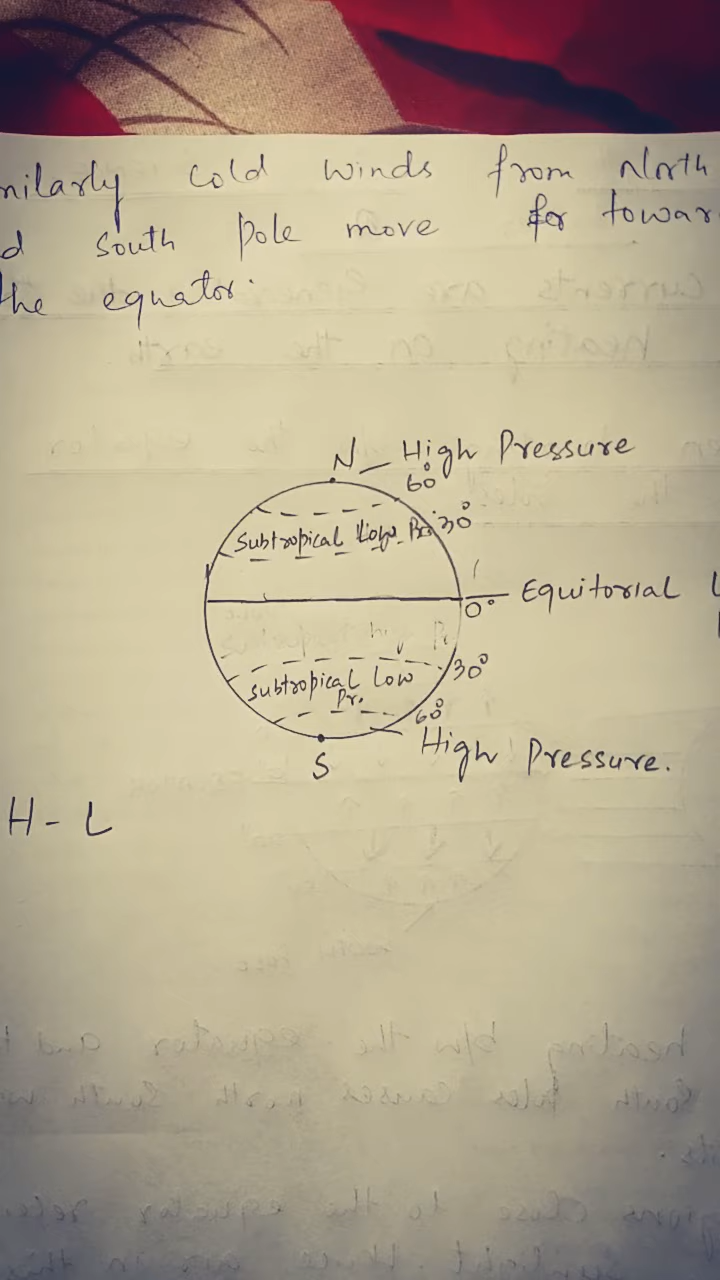 nilarly cold winds from North
d south pole move for towar
the equator.
N High Pressure
60°
Subtropical Low Pr. 30°
0° Equitorial L
30°
subtropical Low
Pr.
60°
High Pressure.
S
H - L